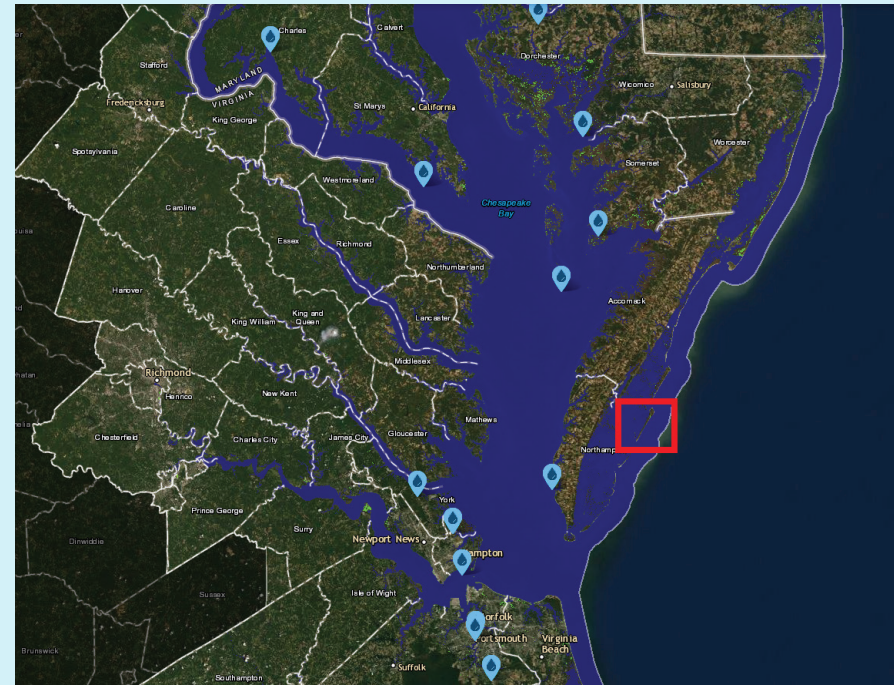 Charles
Calvert
Dorchester
Stafford
MARYLAND
VIRGINIA
Wicomico
Salisbury
Fredericksburg
St Marys
California
King George
Worcester
Spotsylvania
Somerset
Westmoreland
Caroline
Chesapeake
Bay
Essex
Richmond
Northumberland
Hanover
Accomack
King William
King and
Queen
Lancaster
Middlesex
Richmond
Henrico
New Kent
Mathews
Chesterfield
Charles City
James City
Gloucester
Northamp
York
Prince George
Surry
Newport News
ampton
Dinwiddie
Sussex
Isle of Wight
orfolk
ortsmouth
Virginia
Beach
Brunswick
Suffolk
Southampton